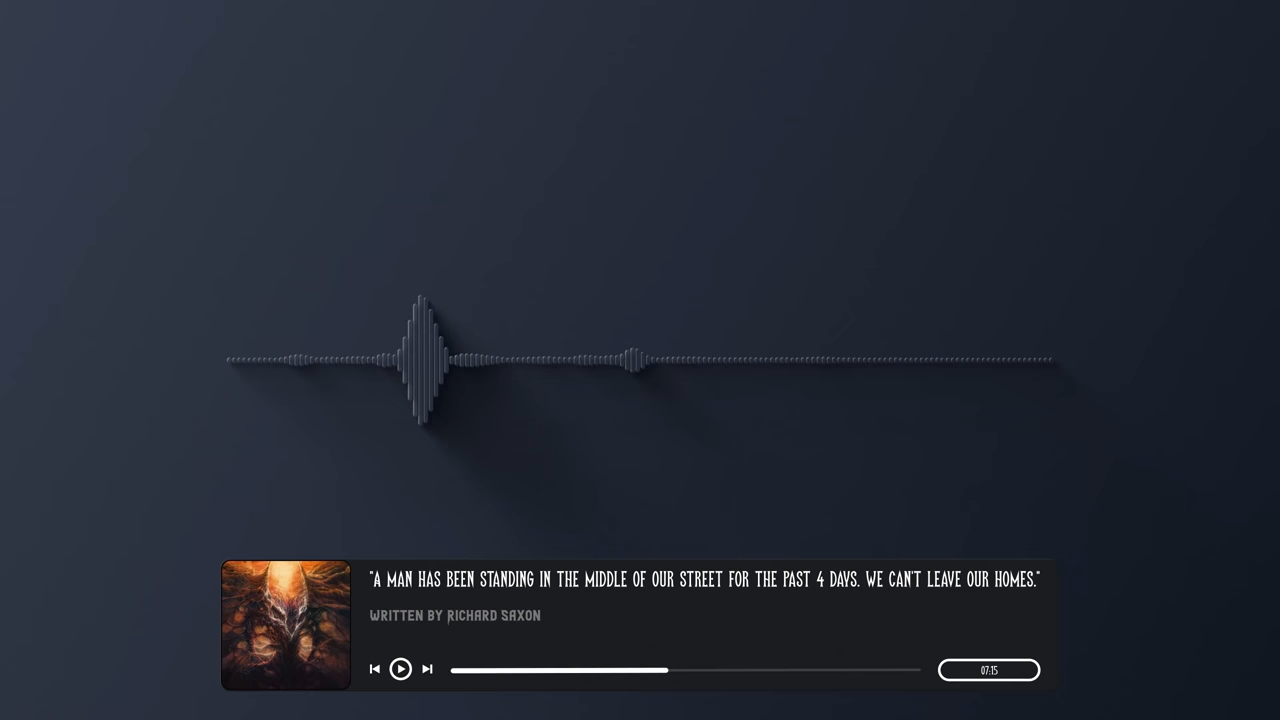 "A MAN HAS BEEN STANDING IN THE MIDDLE OF OUR STREET FOR THE PAST 4 DAYS. WE CAN'T LEAVE OUR HOMES."
WRITTEN BY RICHARD SAXON
07:15